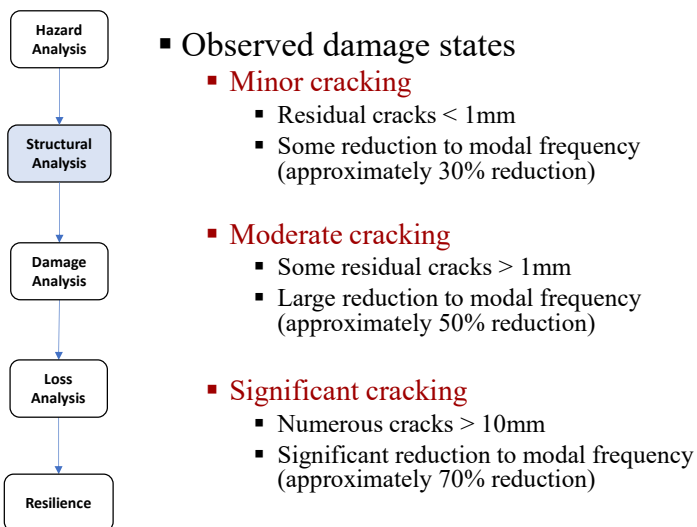 Hazard
Analysis
Structural
Analysis
Damage
Analysis
Loss
Analysis
Resilience
▪ Observed damage states
▪ Minor cracking
▪ Residual cracks < 1mm
▪ Some reduction to modal frequency
(approximately 30% reduction)
▪ Moderate cracking
▪ Some residual cracks > 1mm
▪ Large reduction to modal frequency
(approximately 50% reduction)
▪ Significant cracking
▪ Numerous cracks > 10mm
▪ Significant reduction to modal frequency
(approximately 70% reduction)